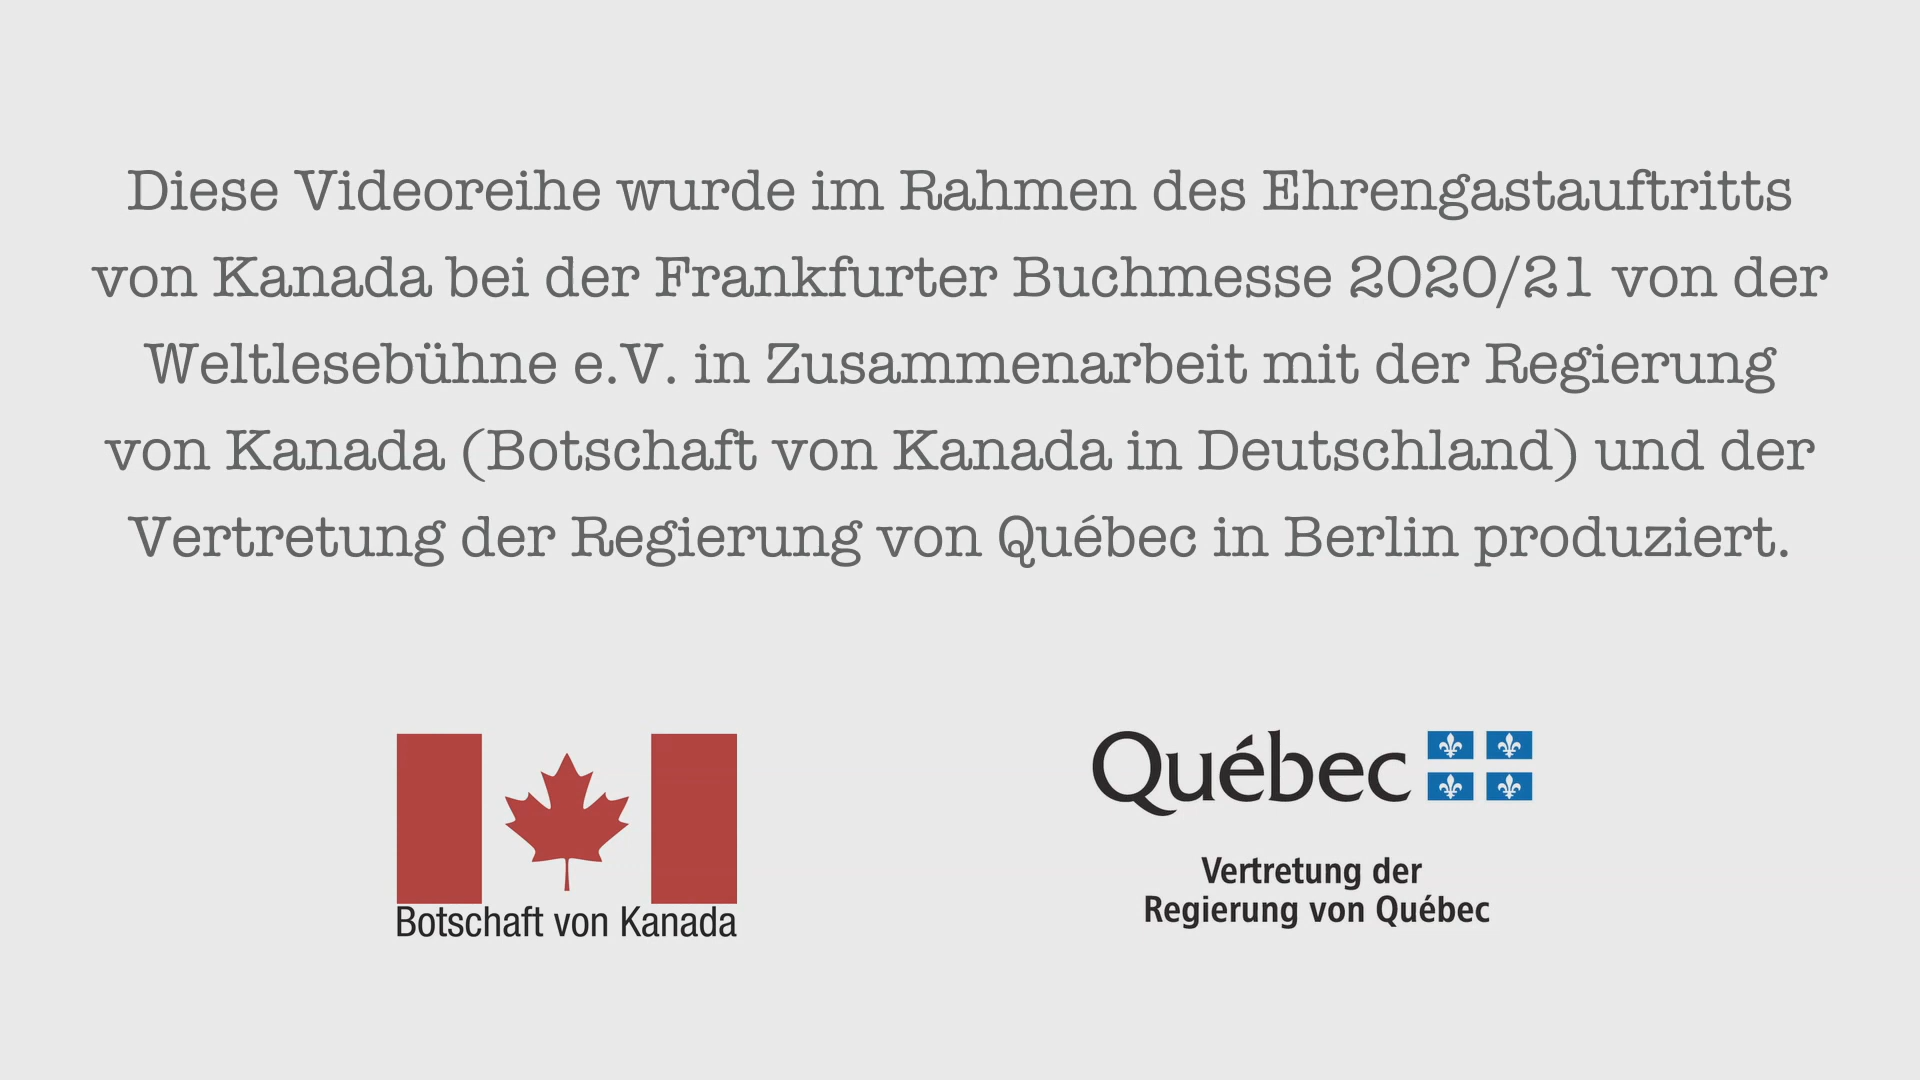 Diese Videoreihe wurde im Rahmen des Ehrengastauftritts
von Kanada bei der Frankfurter Buchmesse 2020/21 von der
Weltlesebühne e.V. in Zusammenarbeit mit der Regierung
von Kanada (Botschaft von Kanada in Deutschland) und der
Vertretung der Regierung von Québec in Berlin produziert.
Botschaft von Kanada
Québec
Vertretung der
Regierung von Québec